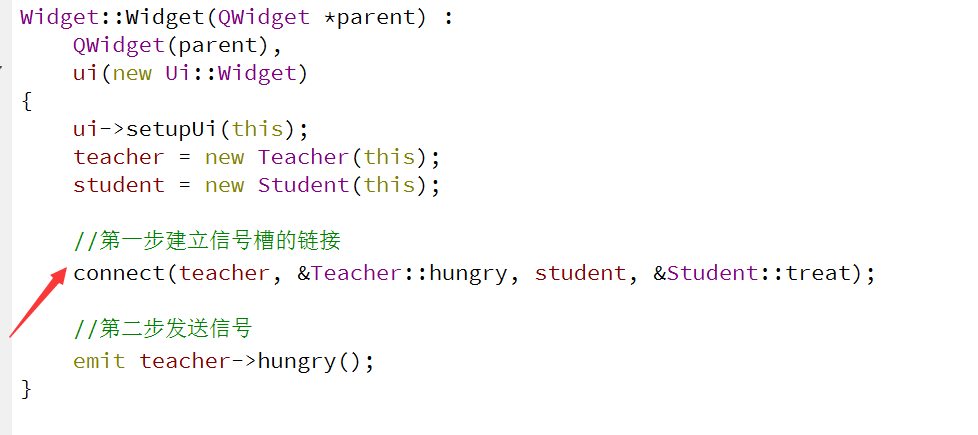 Widget::Widget(QWidget *parent) :
    QWidget(parent),
    ui(new Ui::Widget)
{
    ui->setupUi(this);
    teacher = new Teacher(this);
    student = new Student(this);

    //第一步建立信号槽的链接
    connect(teacher, &Teacher::hungry, student, &Student::treat);

    //第二步发送信号
    emit teacher->hungry();
}